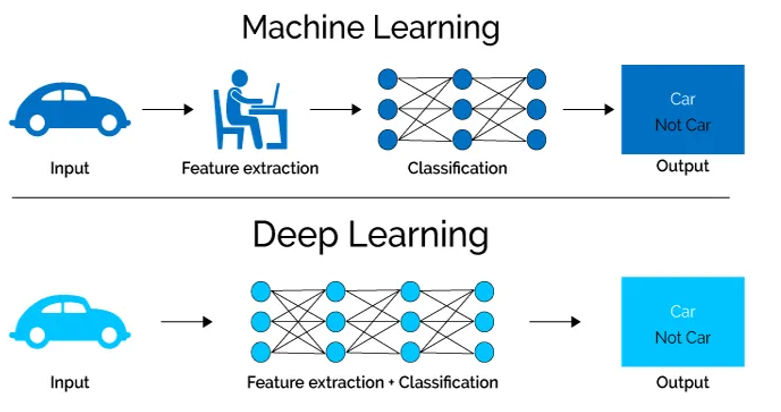 Machine Learning
Input
Feature extraction
Classification
Car
Not Car
Output
Deep Learning
Input
Feature extraction + Classification
Car
Not Car
Output